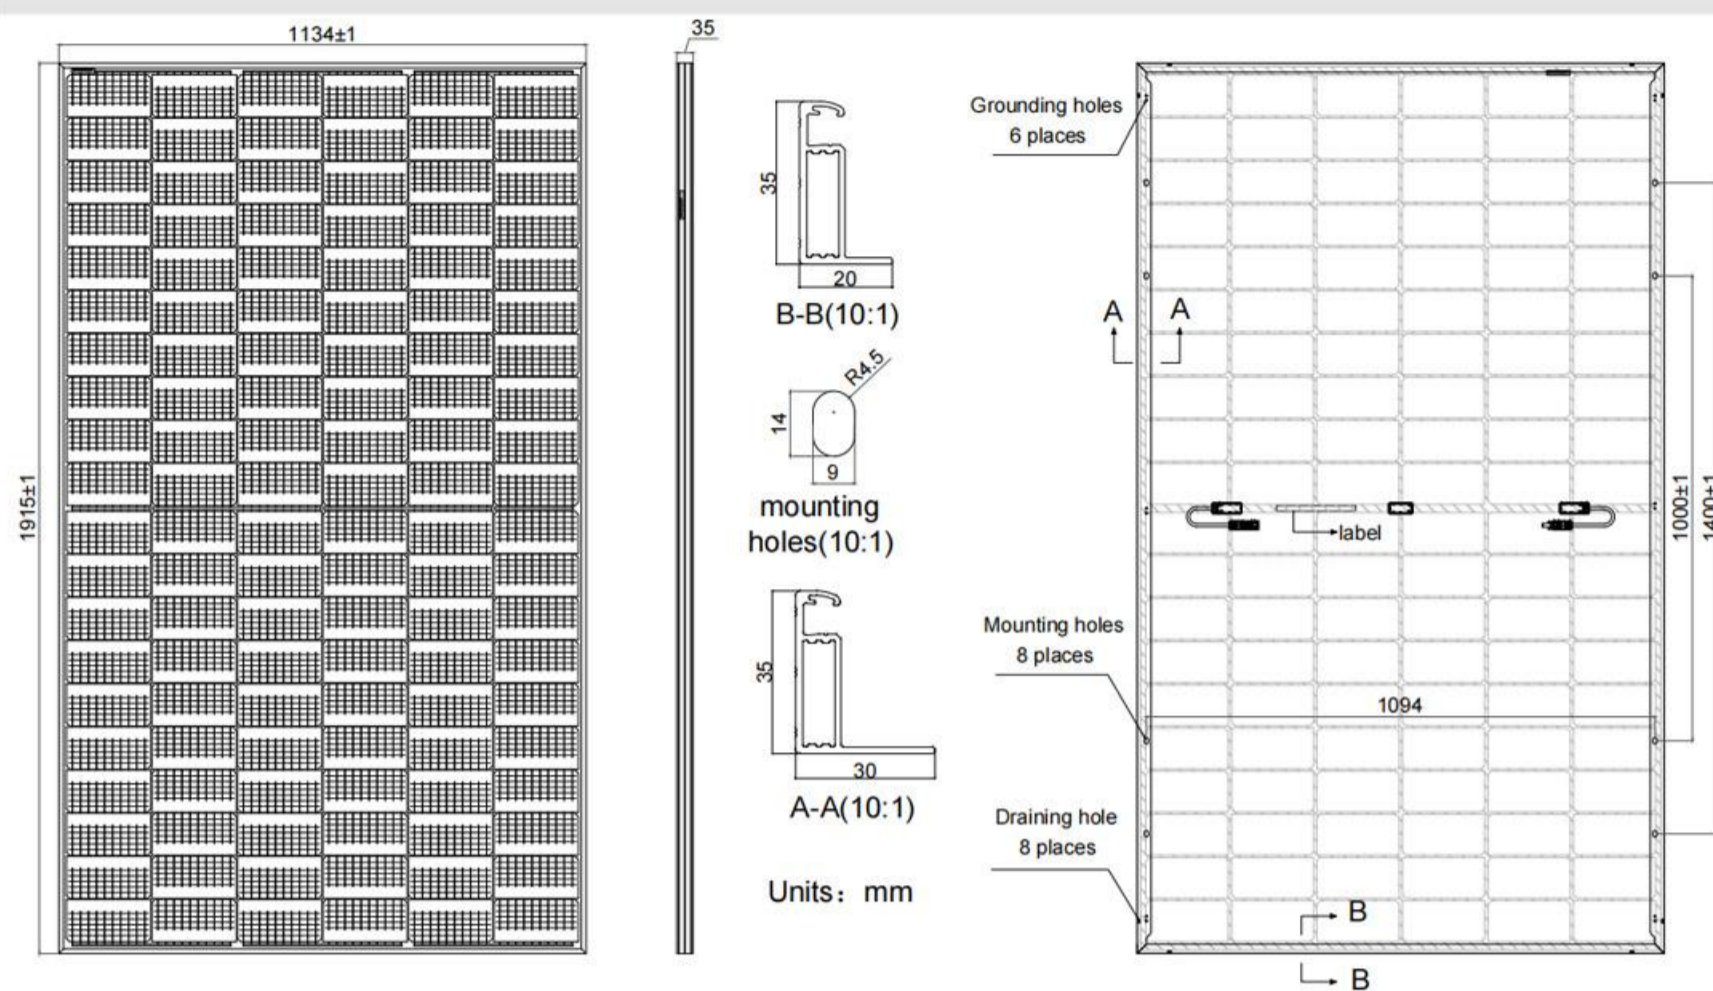 1134±1
1915±1
35
35
20
B-B(10:1)
R4.5
14
9
mounting
holes(10:1)
35
30
A-A(10:1)
Units：mm
Grounding holes
6 places
A A
label
Mounting holes
8 places
1094
Draining hole
8 places
B
B
1000±1
1400±1